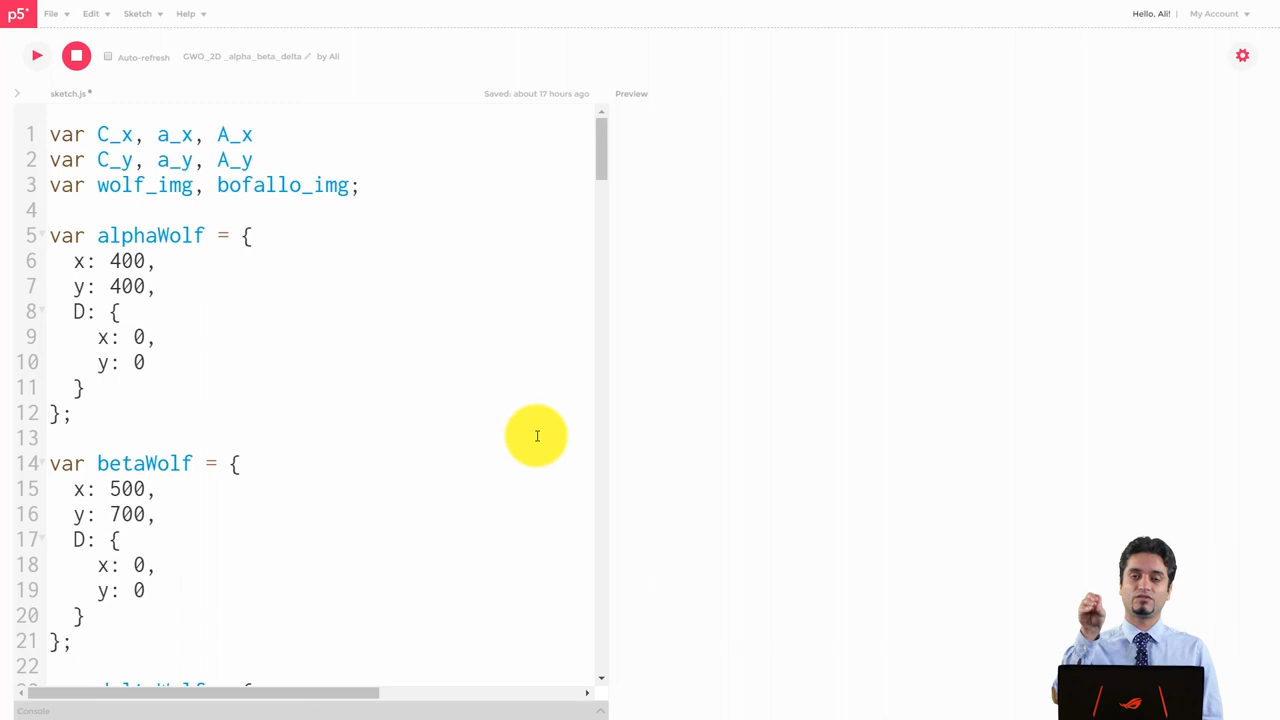 p5* File Edit Sketch Help Hello, Ali! | My Account
Auto-refresh GWO_2D _alpha_beta_delta by Ali
> sketch.js Saved: about 17 hours ago Preview
1 var C_x, a_x, A_x
2 var C_y, a_y, A_y
3 var wolf_img, bofallo_img;
4
5 var alphaWolf = {
6 x: 400,
7 y: 400,
8 D: {
9 x: 0,
10 y: 0
11 }
12 };
13
14 var betaWolf = {
15 x: 500,
16 y: 700,
17 D: {
18 x: 0,
19 y: 0
20 }
21 };
22
Console